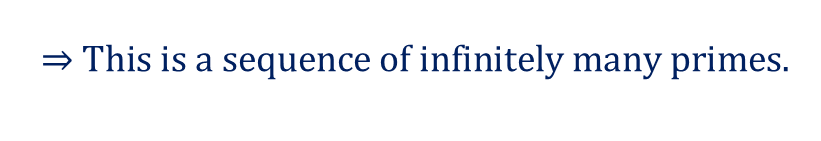 ⇒ This is a sequence of infinitely many primes.